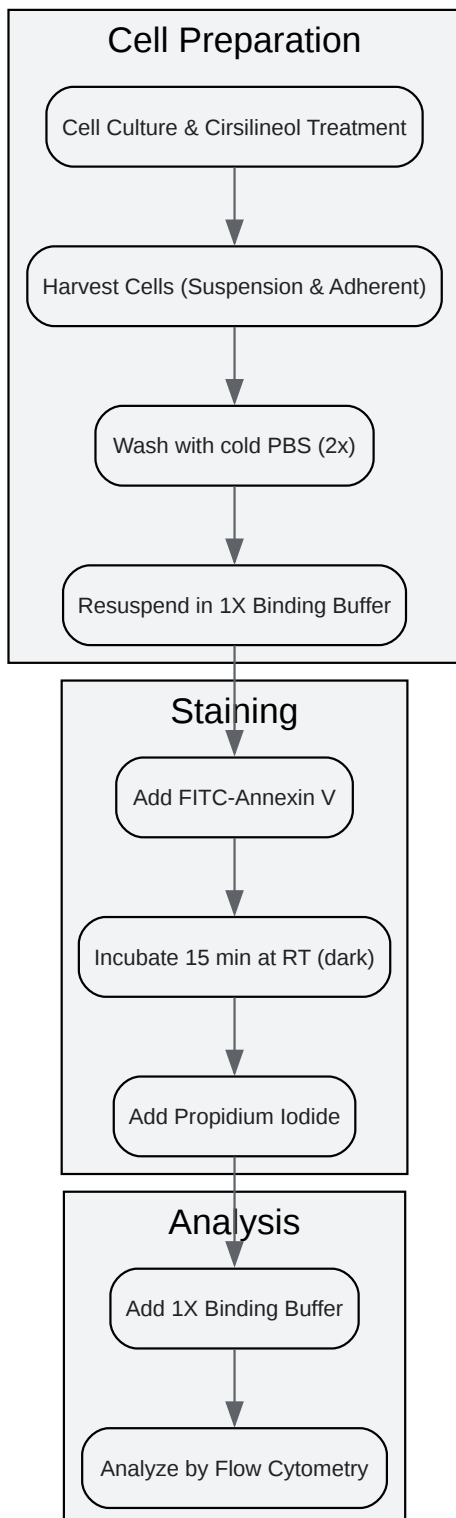 Cell Preparation
Cell Culture & Cirsilineol Treatment
Harvest Cells (Suspension & Adherent)
Wash with cold PBS (2x)
Resuspend in 1X Binding Buffer
Staining
Add FITC-Annexin V
Incubate 15 min at RT (dark)
Add Propidium Iodide
Analysis
Add 1X Binding Buffer
Analyze by Flow Cytometry